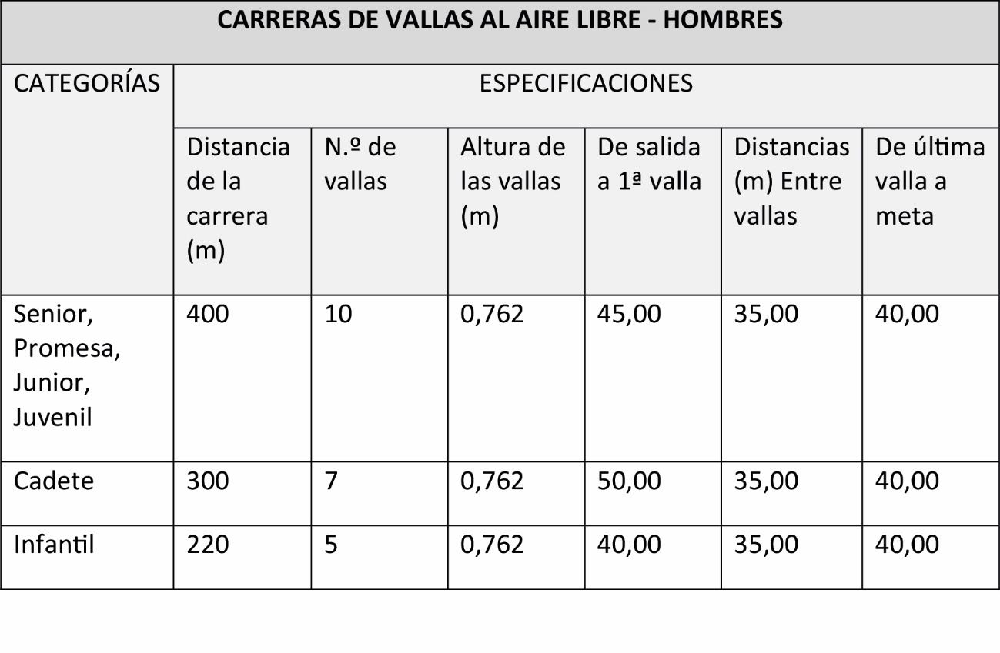 CARRERAS DE VALLAS AL AIRE LIBRE - HOMBRES
CATEGORÍAS
ESPECIFICACIONES
Distancia
de la
carrera
(m)
N.º de
vallas
Altura de
las vallas
(m)
De salida
a 1ª valla
Distancias
(m) Entre
vallas
De última
valla a
meta
Senior,
Promesa,
Junior,
Juvenil
400
10
0,762
45,00
35,00
40,00
Cadete
300
7
0,762
50,00
35,00
40,00
Infantil
220
5
0,762
40,00
35,00
40,00